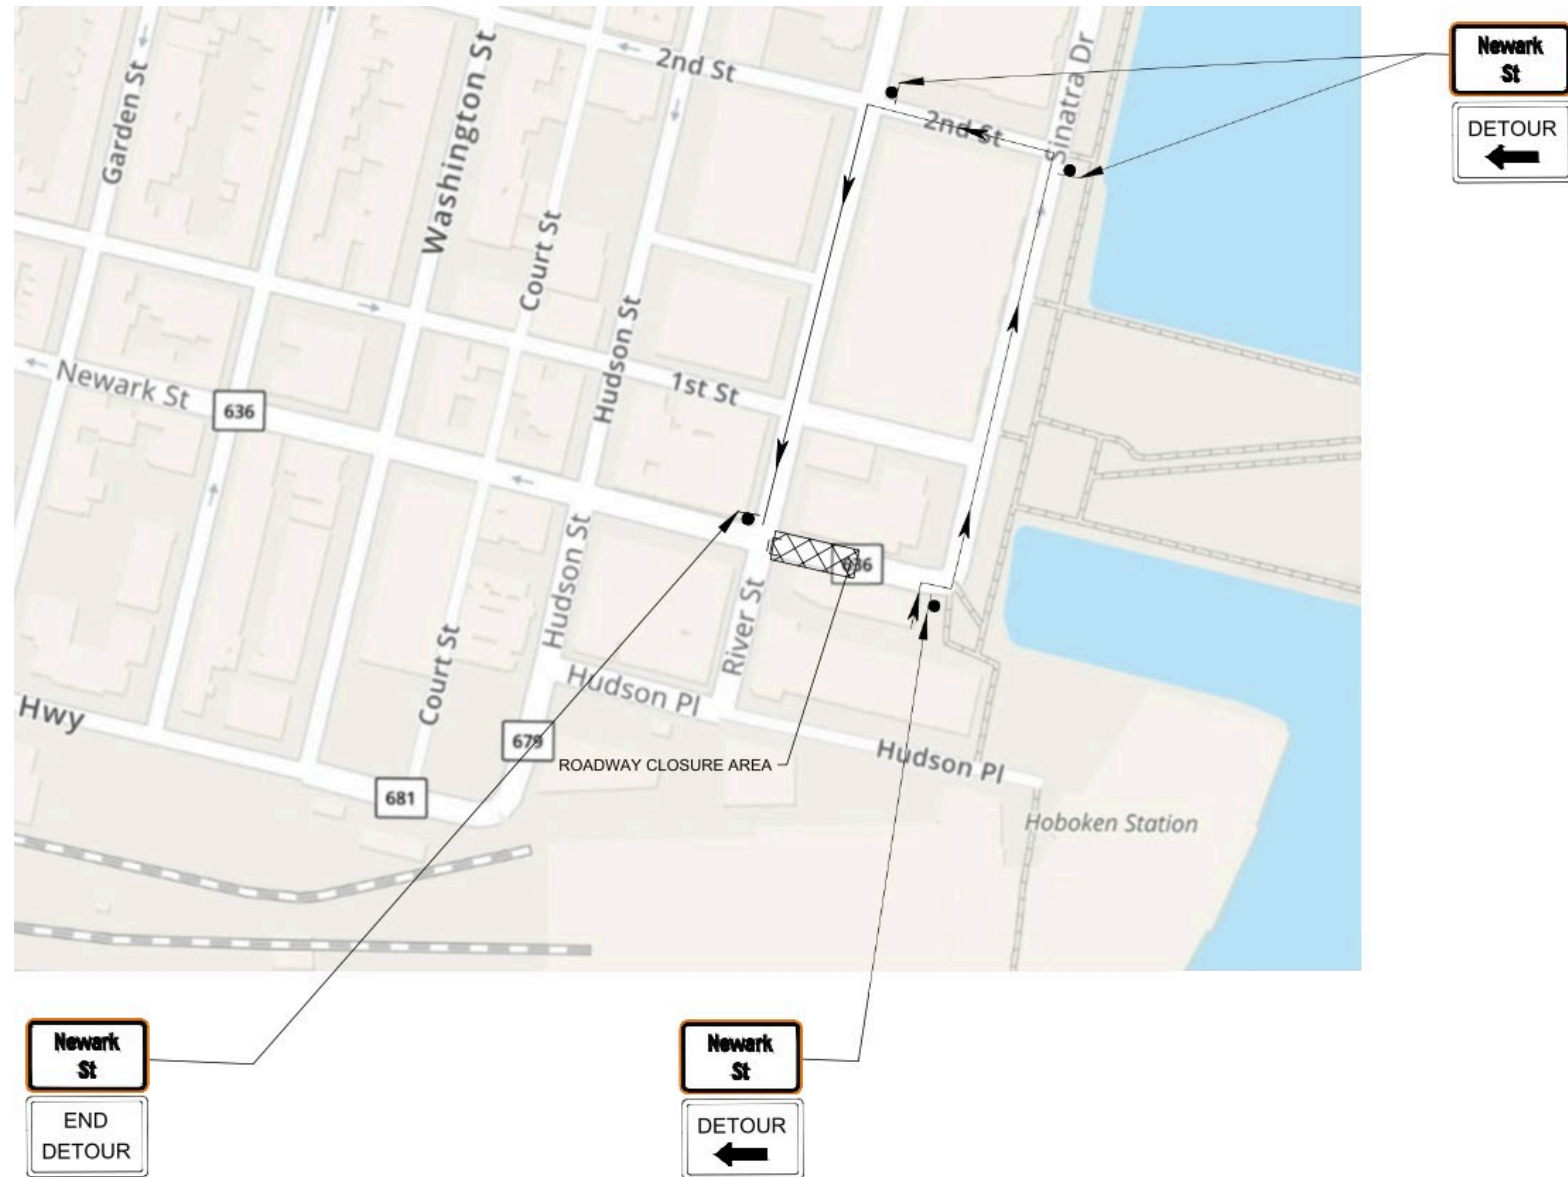 Newark
St
DETOUR
2nd St
2nd St
Sinatra Dr
Garden St
Washington St
Court St
Hudson St
Newark St
636
1st St
636
Hudson St
River St
Court St
Hudson Pl
Hwy
679
ROADWAY CLOSURE AREA
Hudson Pl
681
Hoboken Station
Newark
St
END
DETOUR
Newark
St
DETOUR